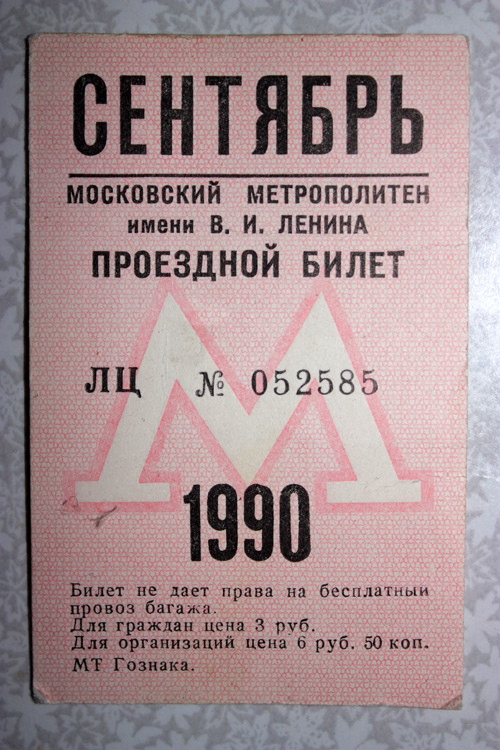 СЕНТЯБРЬ
МОСКОВСКИЙ МЕТРОПОЛИТЕН
имени В. И. ЛЕНИНА
ПРОЕЗДНОЙ БИЛЕТ
М
ЛЦ № 052585
1990
Билет не дает права на бесплатный
провоз багажа.
Для граждан цена 3 руб.
Для организаций цена 6 руб. 50 коп.
МТ Гознака.